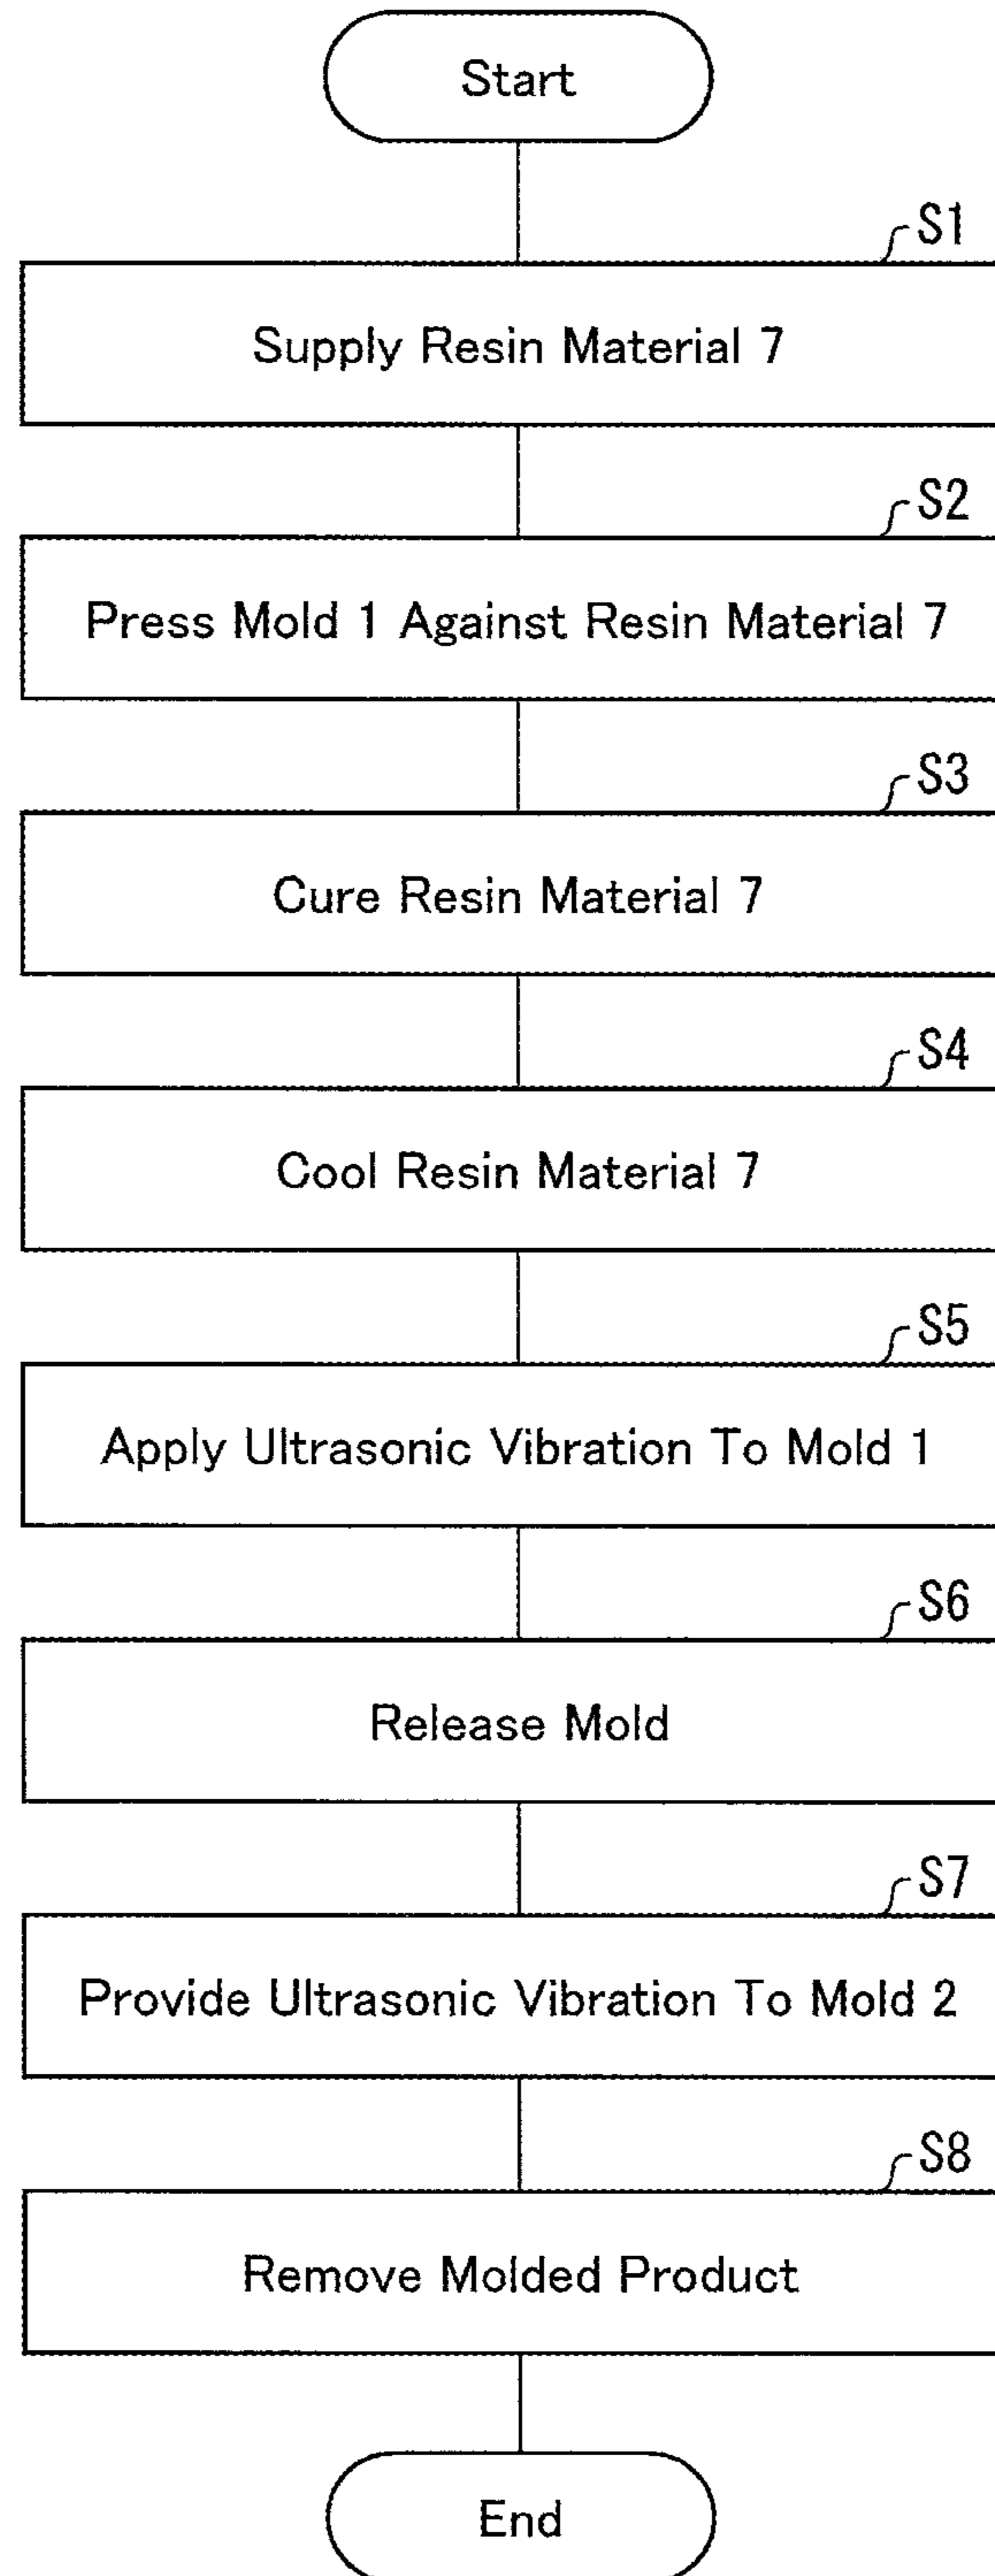 Start
S1
Supply Resin Material 7
S2
Press Mold 1 Against Resin Material 7
S3
Cure Resin Material 7
S4
Cool Resin Material 7
S5
Apply Ultrasonic Vibration To Mold 1
S6
Release Mold
S7
Provide Ultrasonic Vibration To Mold 2
S8
Remove Molded Product
End